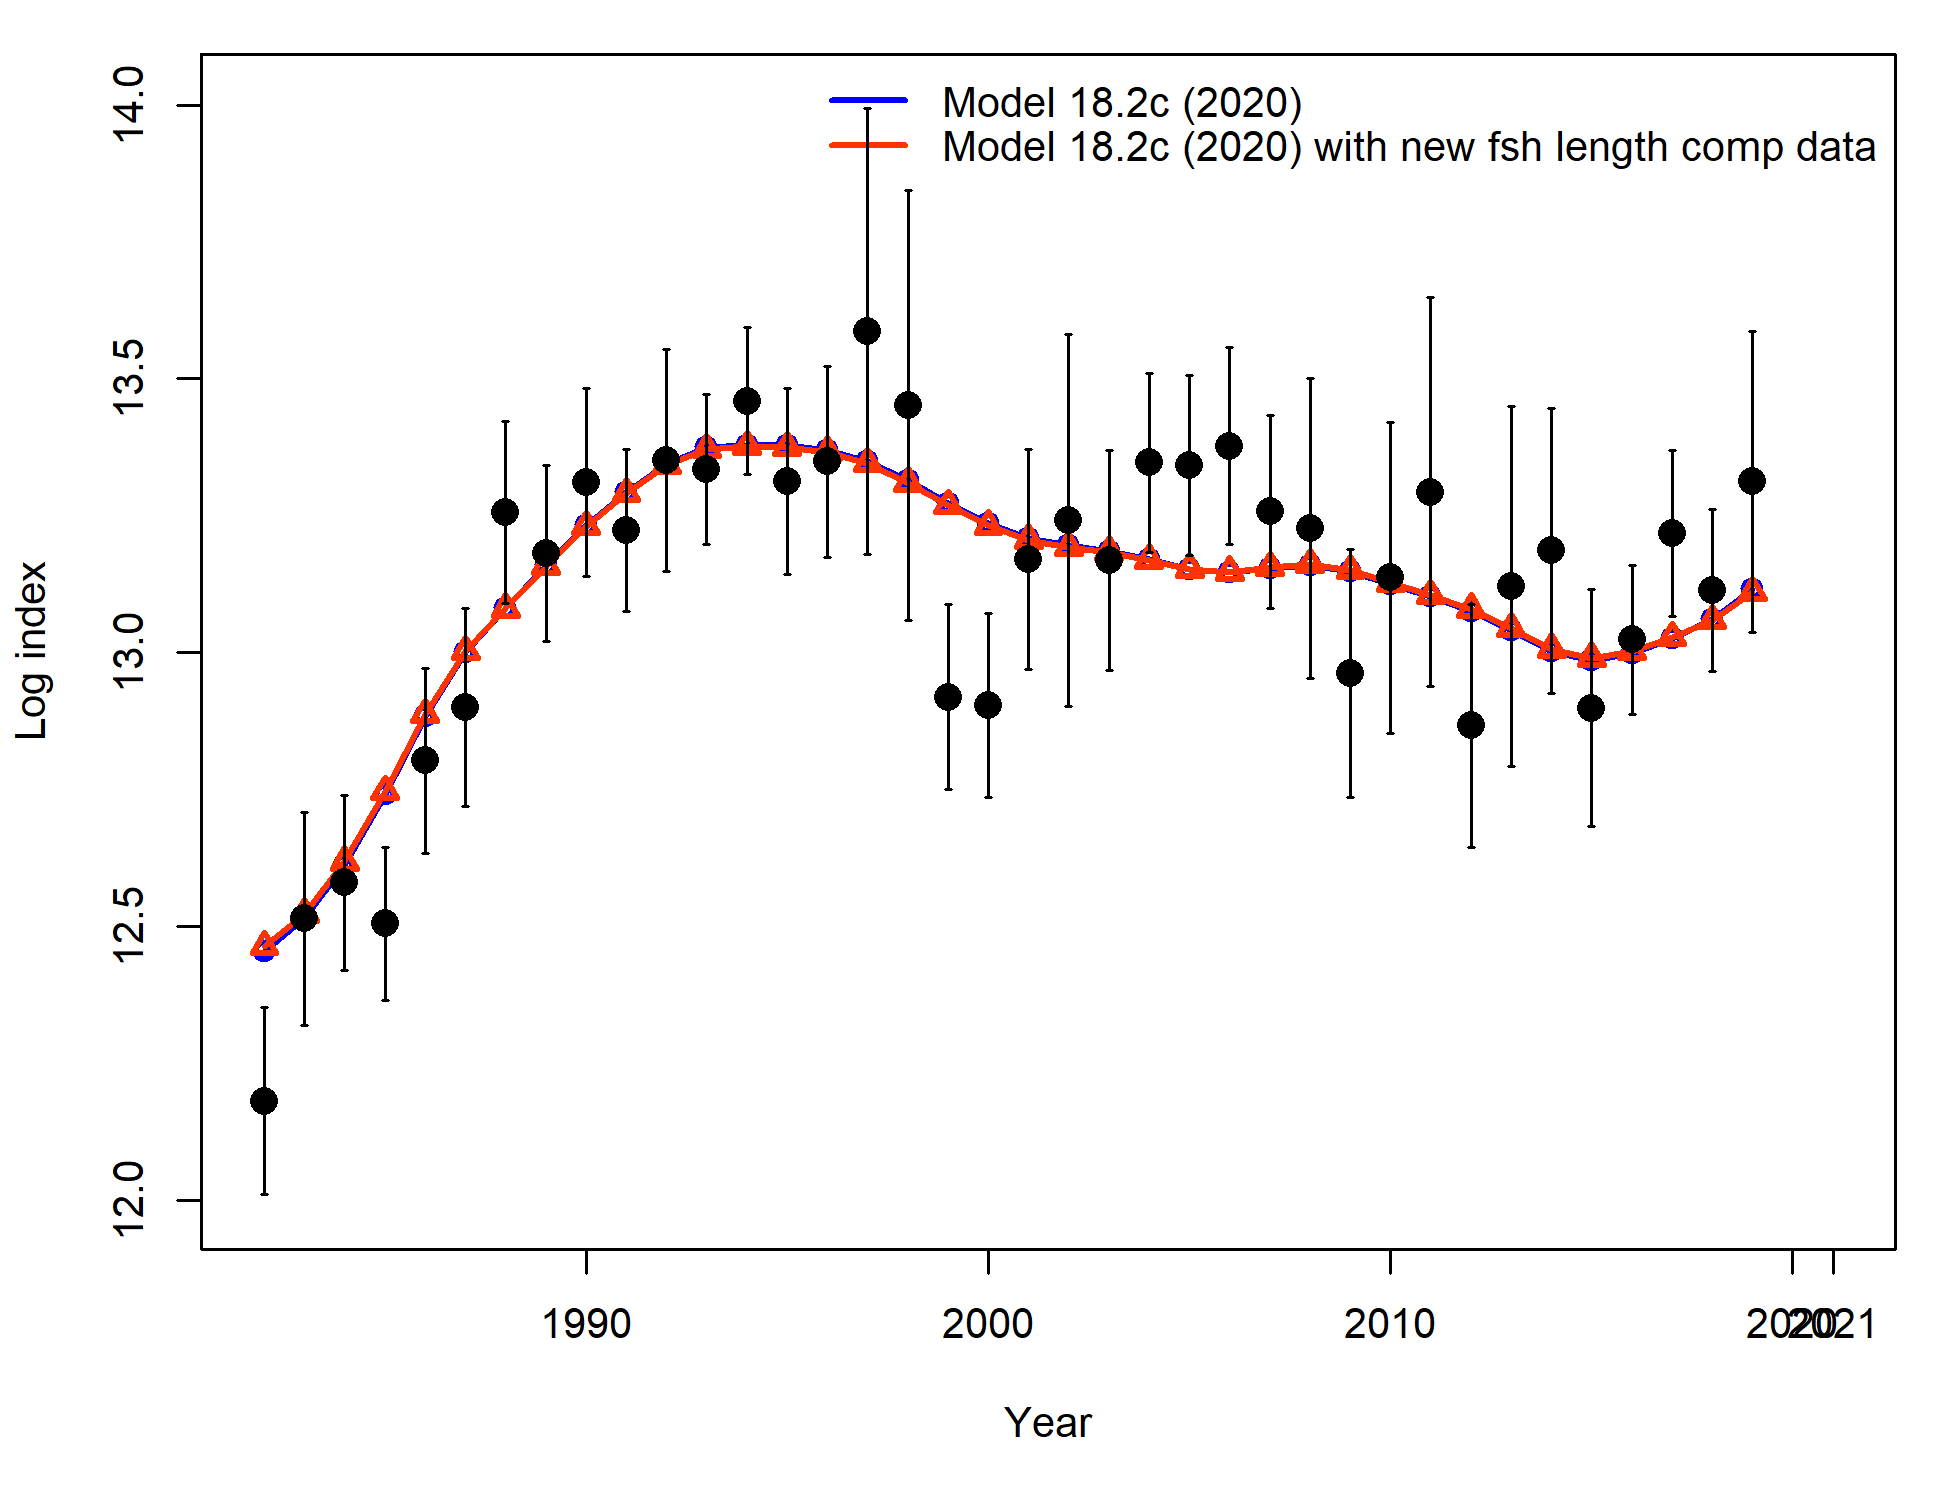 Model 18.2c (2020)
Model 18.2c (2020) with new fsh length comp data
14.0
13.5
13.0
12.5
12.0
Log index
1990 2000 2010 2020 2021
Year